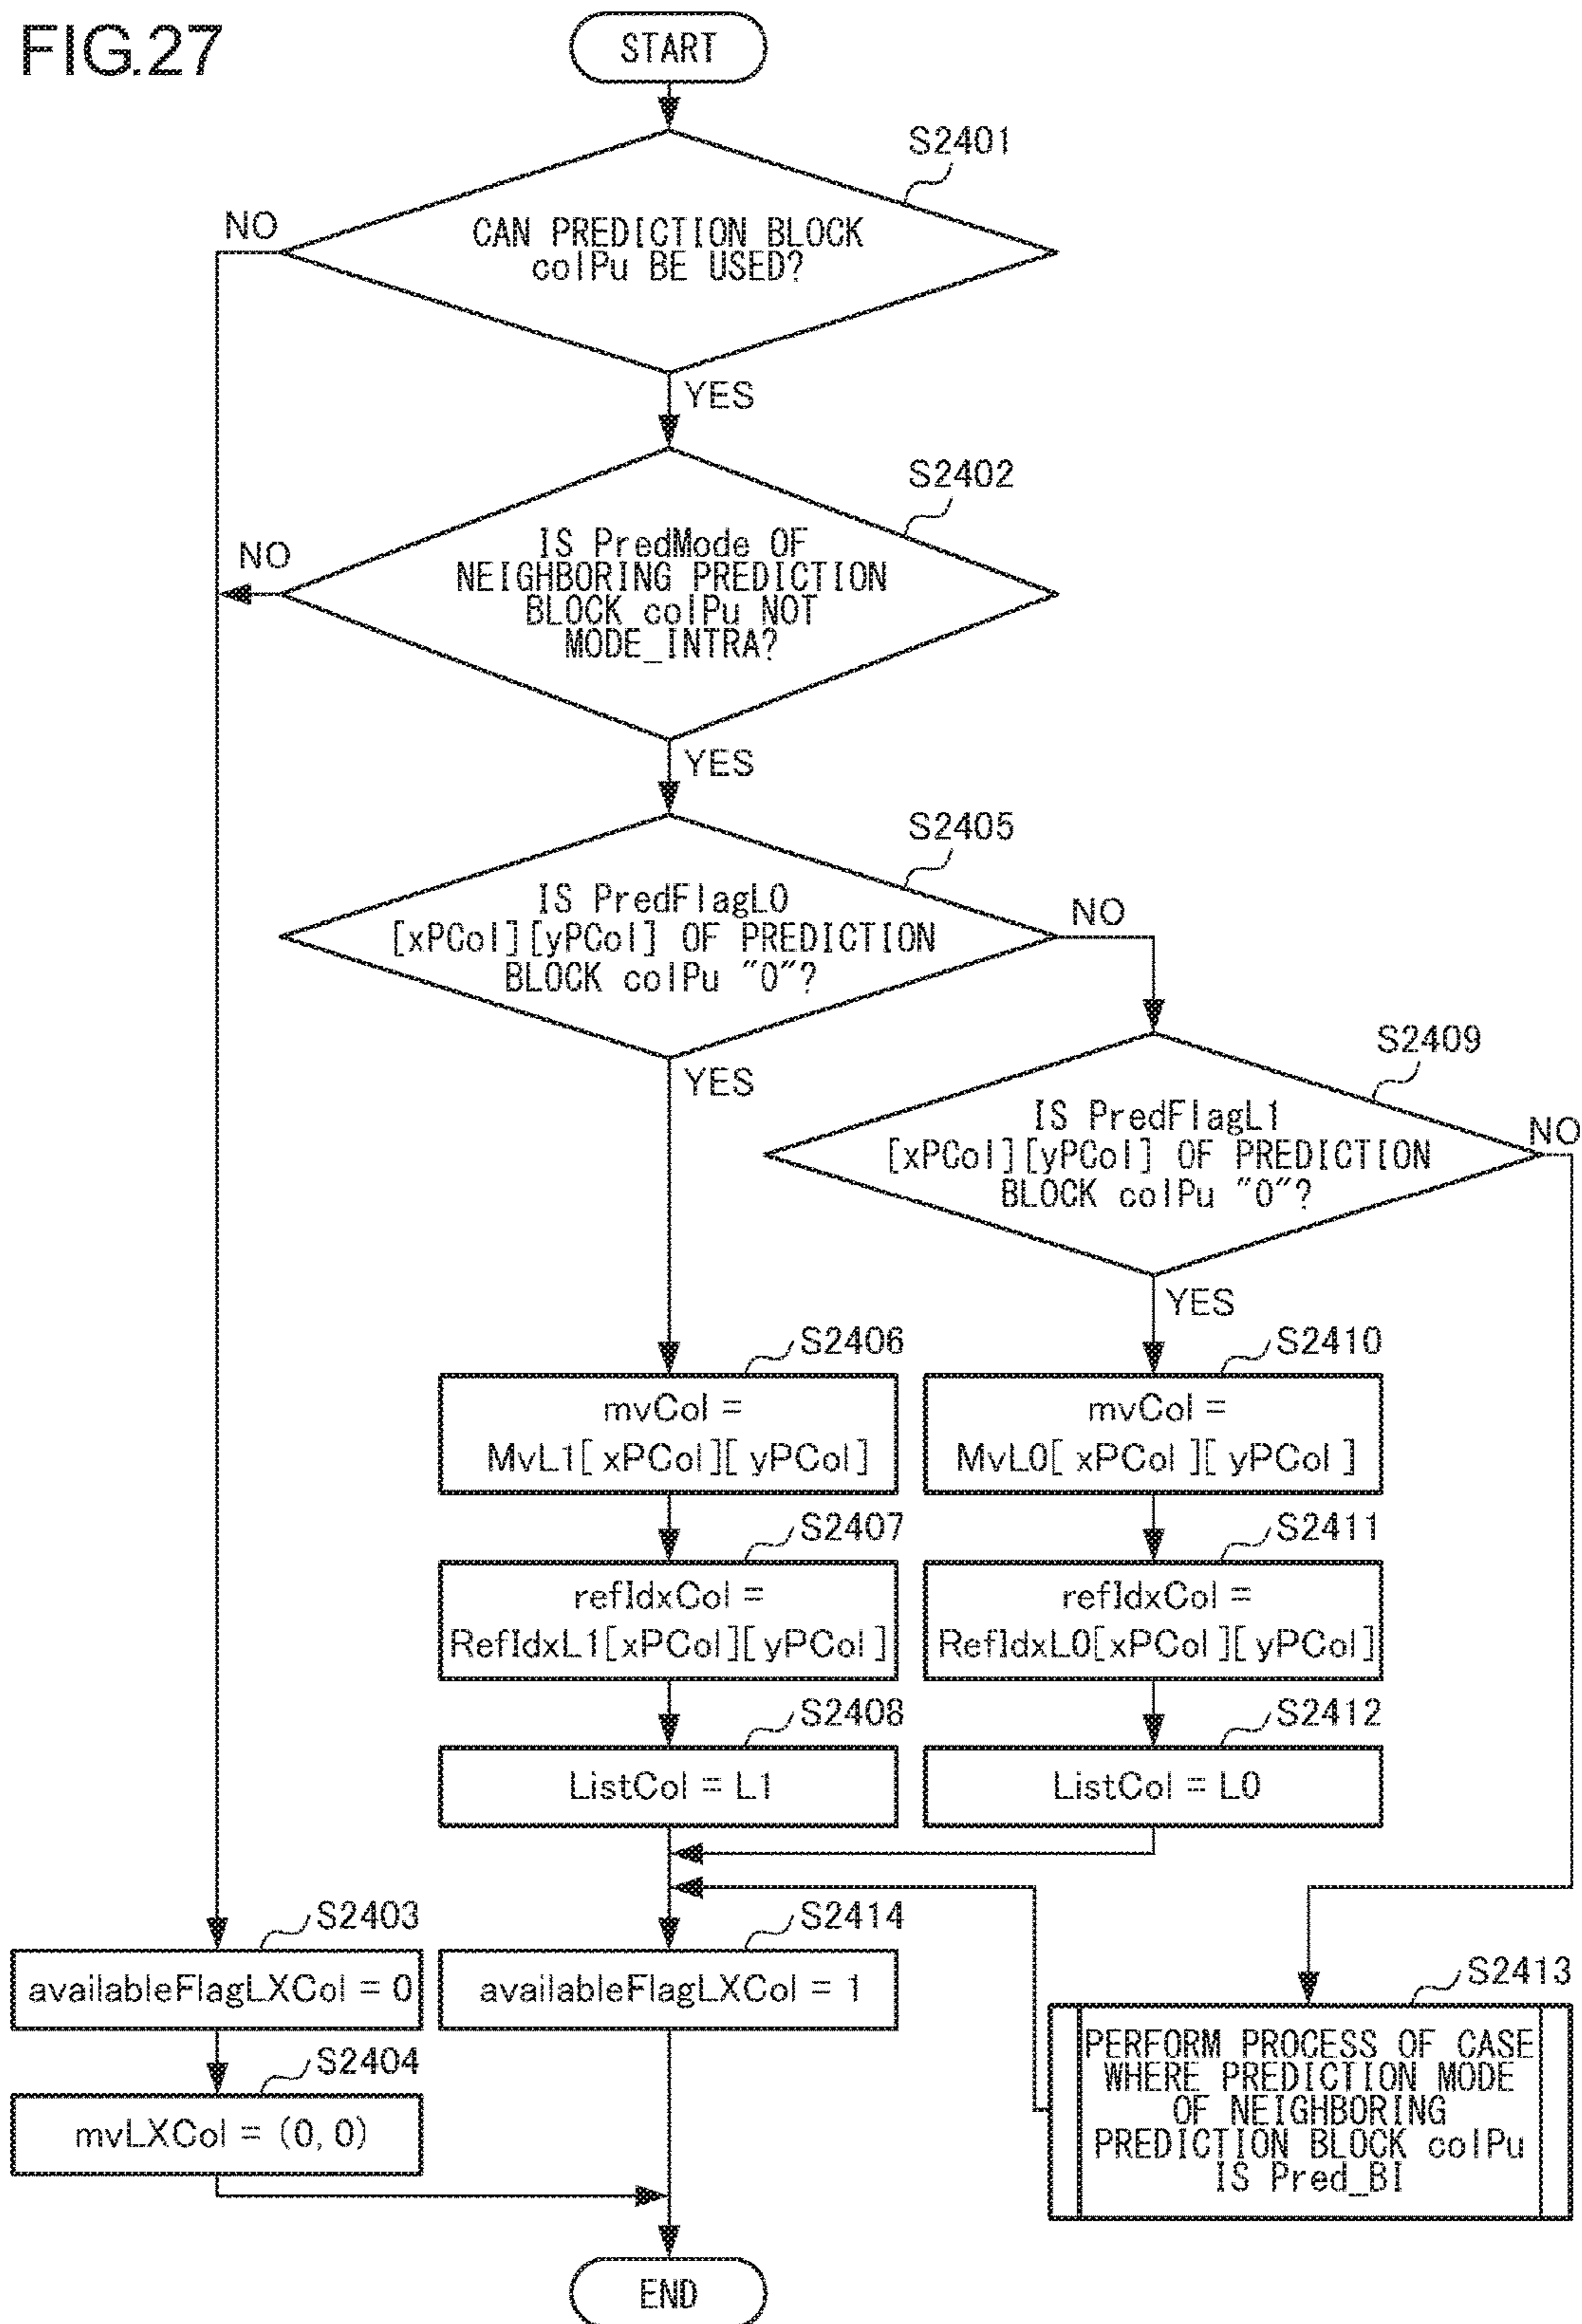 FIG.27
START
S2401
CAN PREDICTION BLOCK
colPu BE USED?
NO
YES
S2402
IS PredMode OF
NEIGHBORING PREDICTION
BLOCK colPu NOT
MODE_INTRA?
NO
YES
S2405
IS PredFlagL0
[xPCol][yPCol] OF PREDICTION
BLOCK colPu "0"?
NO
YES
S2409
IS PredFlagL1
[xPCol][yPCol] OF PREDICTION
BLOCK colPu "0"?
NO
YES
S2406
mvCol =
MvL1[ xPCol][ yPCol]
S2410
mvCol =
MvL0[ xPCol ][ yPCol ]
S2407
refIdxCol =
RefIdxL1[xPCol][ yPCol ]
S2411
refIdxCol =
RefIdxL0[xPCol ][ yPCol]
S2408
ListCol = L1
S2412
ListCol = L0
S2403
availableFlagLXCol = 0
S2414
availableFlagLXCol = 1
S2404
mvLXCol = (0, 0)
S2413
PERFORM PROCESS OF CASE
WHERE PREDICTION MODE
OF NEIGHBORING
PREDICTION BLOCK colPu
IS Pred_BI
END